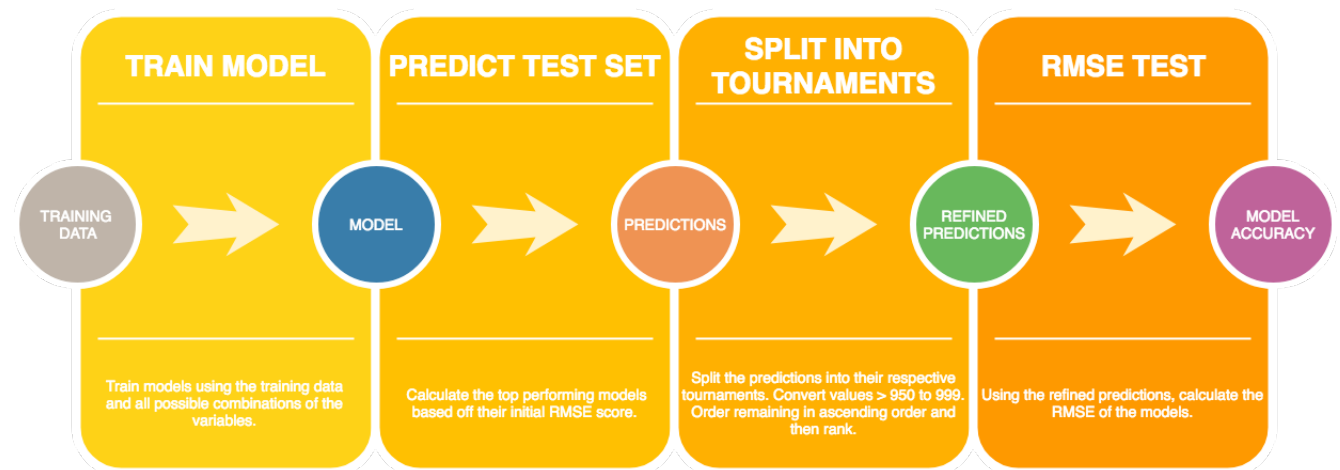 TRAIN MODEL
PREDICT TEST SET
SPLIT INTO
TOURNAMENTS
RMSE TEST
TRAINING
DATA
MODEL
PREDICTIONS
REFINED
PREDICTIONS
MODEL
ACCURACY
Train models using the training data
and all possible combinations of the
variables.
Calculate the top performing models
based off their initial RMSE score.
Split the predictions into their respective
tournaments. Convert values > 950 to 999.
Order remaining in ascending order and
then rank.
Using the refined predictions, calculate the
RMSE of the models.